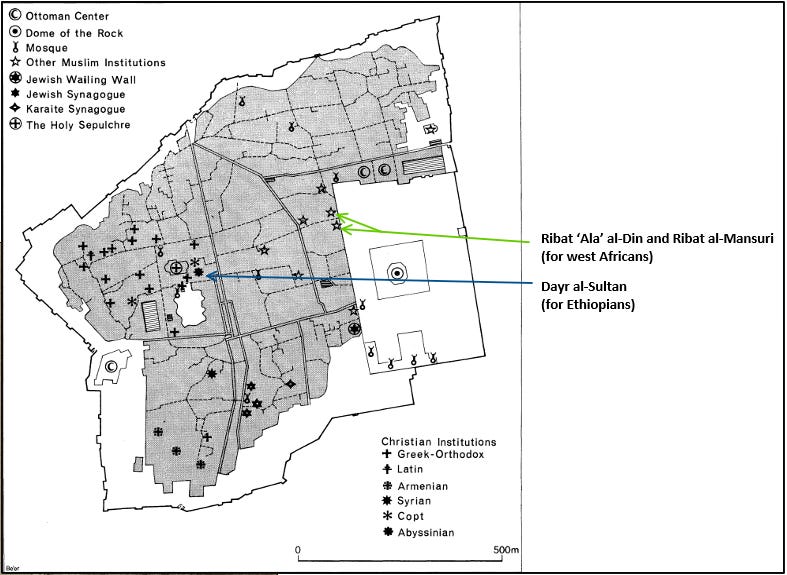 Ottoman Center
Dome of the Rock
Mosque
Other Muslim Institutions
Jewish Wailing Wall
Jewish Synagogue
Karaite Synagogue
The Holy Sepulchre
Ribat ‘Ala’ al-Din and Ribat al-Mansuri
(for west Africans)
Dayr al-Sultan
(for Ethiopians)
Christian Institutions
Greek-Orthodox
Latin
Armenian
Syrian
Copt
Abyssinian
0 500m